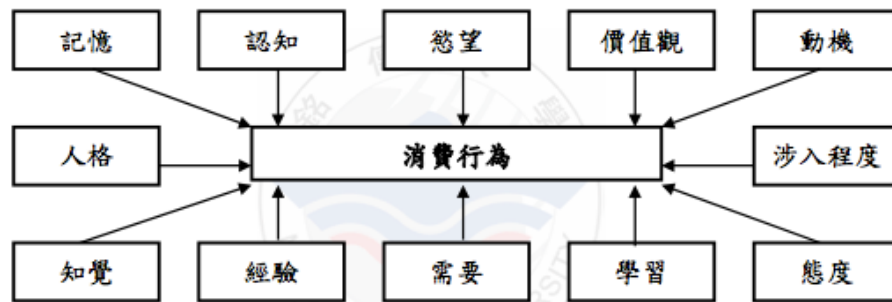 記憶 認知 慾望 價值觀 動機
人格 消費行為 涉入程度
知覺 經驗 需要 學習 態度